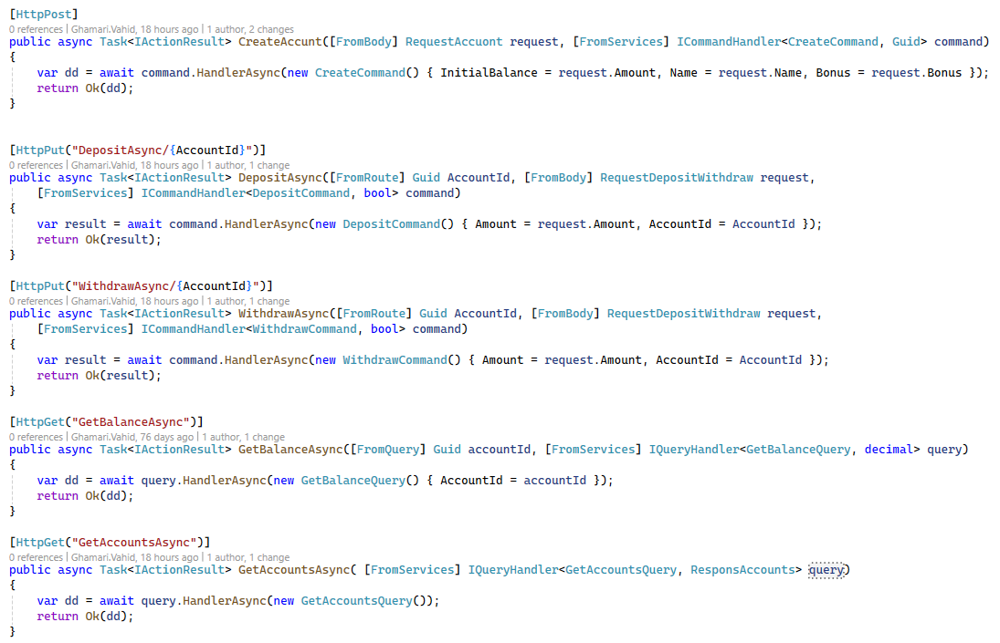 [HttpPost]
0 references | Ghamari.Vahid, 18 hours ago | 1 author, 2 changes
public async Task<IActionResult> CreateAccunt([FromBody] RequestAccuont request, [FromServices] ICommandHandler<CreateCommand, Guid> command)
{
var dd = await command.HandlerAsync(new CreateCommand() { InitialBalance = request.Amount, Name = request.Name, Bonus = request.Bonus });
return Ok(dd);
}
[HttpPut("DepositAsync/{AccountId}")]
0 references | Ghamari.Vahid, 18 hours ago | 1 author, 1 change
public async Task<IActionResult> DepositAsync([FromRoute] Guid AccountId, [FromBody] RequestDepositWithdraw request,
[FromServices] ICommandHandler<DepositCommand, bool> command)
{
var result = await command.HandlerAsync(new DepositCommand() { Amount = request.Amount, AccountId = AccountId });
return Ok(result);
}
[HttpPut("WithdrawAsync/{AccountId}")]
0 references | Ghamari.Vahid, 18 hours ago | 1 author, 1 change
public async Task<IActionResult> WithdrawAsync([FromRoute] Guid AccountId, [FromBody] RequestDepositWithdraw request,
[FromServices] ICommandHandler<WithdrawCommand, bool> command)
{
var result = await command.HandlerAsync(new WithdrawCommand() { Amount = request.Amount, AccountId = AccountId });
return Ok(result);
}
[HttpGet("GetBalanceAsync")]
0 references | Ghamari.Vahid, 76 days ago | 1 author, 1 change
public async Task<IActionResult> GetBalanceAsync([FromQuery] Guid accountId, [FromServices] IQueryHandler<GetBalanceQuery, decimal> query)
{
var dd = await query.HandlerAsync(new GetBalanceQuery() { AccountId = accountId });
return Ok(dd);
}
[HttpGet("GetAccountsAsync")]
0 references | Ghamari.Vahid, 18 hours ago | 1 author, 1 change
public async Task<IActionResult> GetAccountsAsync( [FromServices] IQueryHandler<GetAccountsQuery, ResponsAccounts> query)
{
var dd = await query.HandlerAsync(new GetAccountsQuery());
return Ok(dd);
}